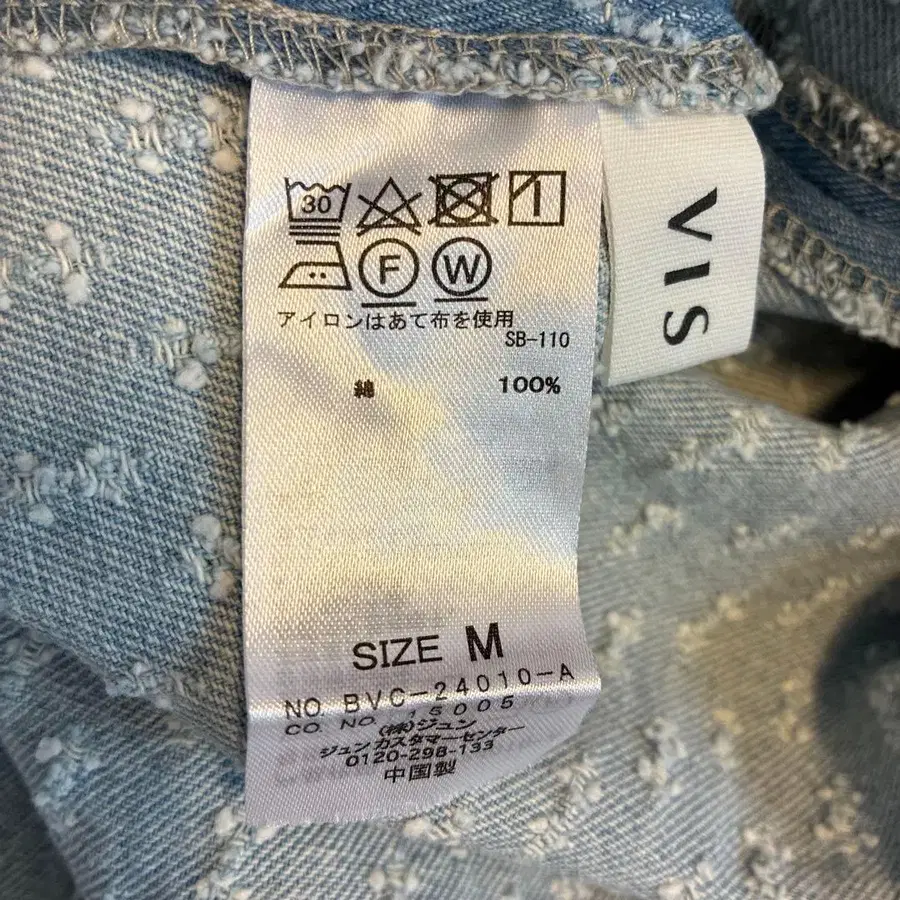 30
F W
アイロンはあて布を使用
SB-110
綿 100%
SIZE M
NO. BVC-24010-A
CO. NO. 15005
(株)ジュン
ジュン カスタマーセンター
0120-298-133
中国製
VIS